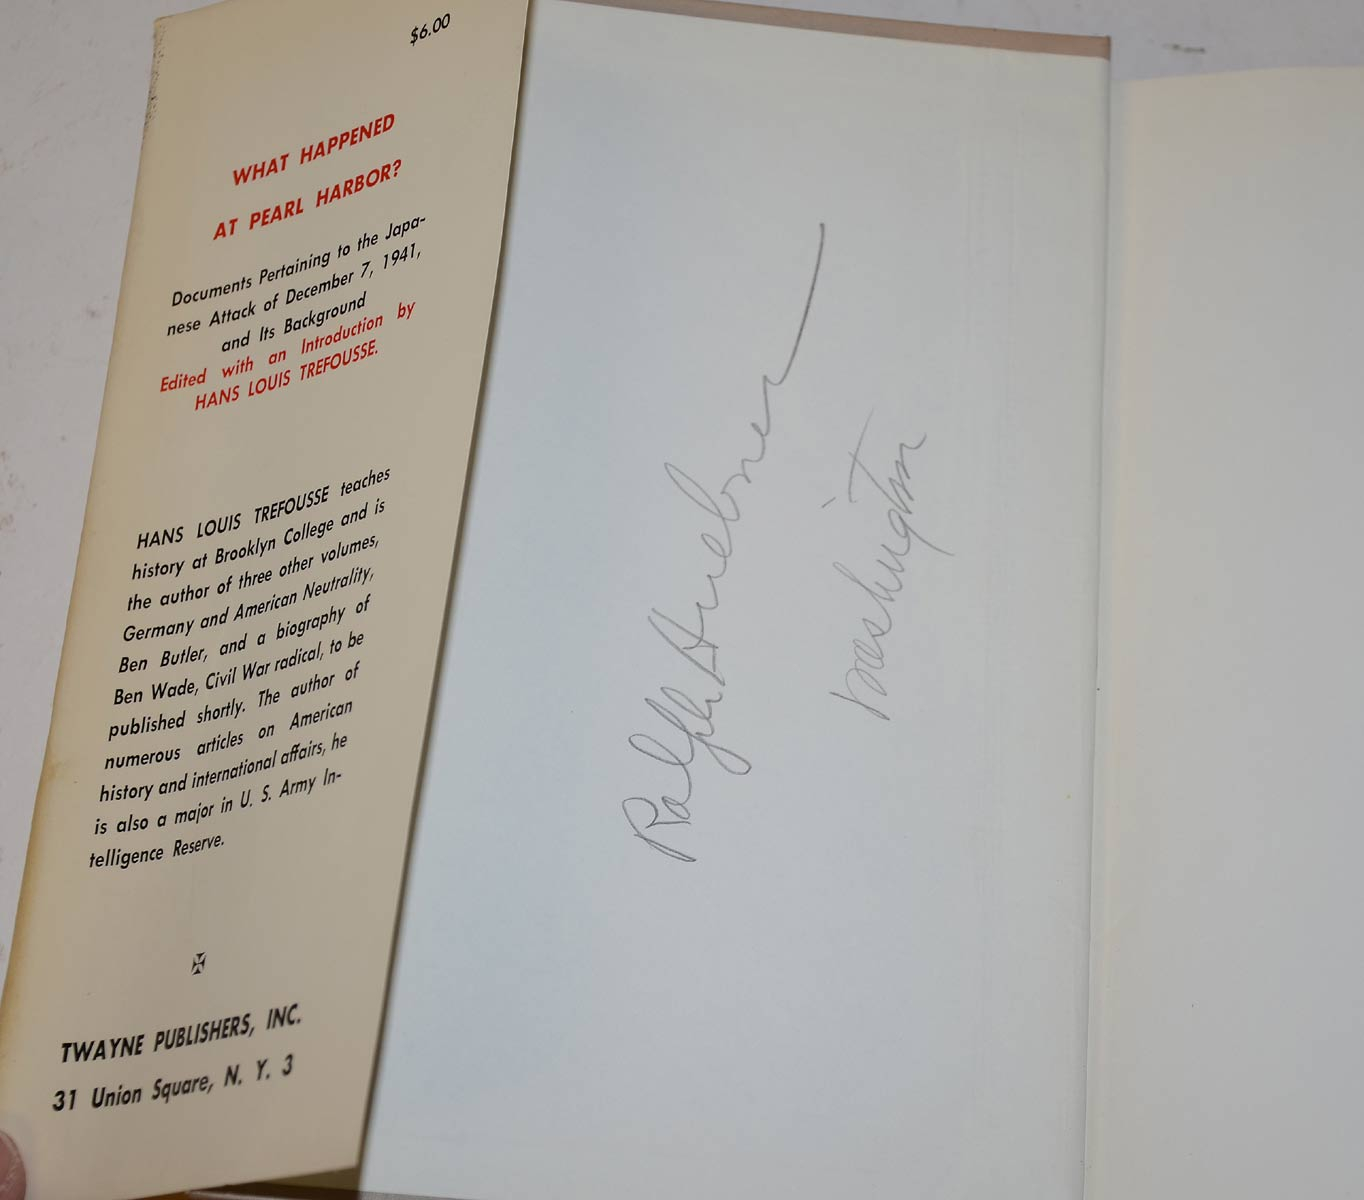 $6.00
WHAT HAPPENED
AT PEARL HARBOR?
Documents Pertaining to the Japa-
nese Attack of December 7, 1941,
and Its Background
Edited with an Introduction by
HANS LOUIS TREFOUSSE.
HANS LOUIS TREFOUSSE teaches
history at Brooklyn College and is
the author of three other volumes,
Germany and American Neutrality,
Ben Butler, and a biography of
Ben Wade, Civil War radical, to be
published shortly. The author of
numerous articles on American
history and international affairs, he
is also a major in U. S. Army In-
telligence Reserve.
TWAYNE PUBLISHERS, INC.
31 Union Square, N. Y. 3
Ralph Huebner
Washington